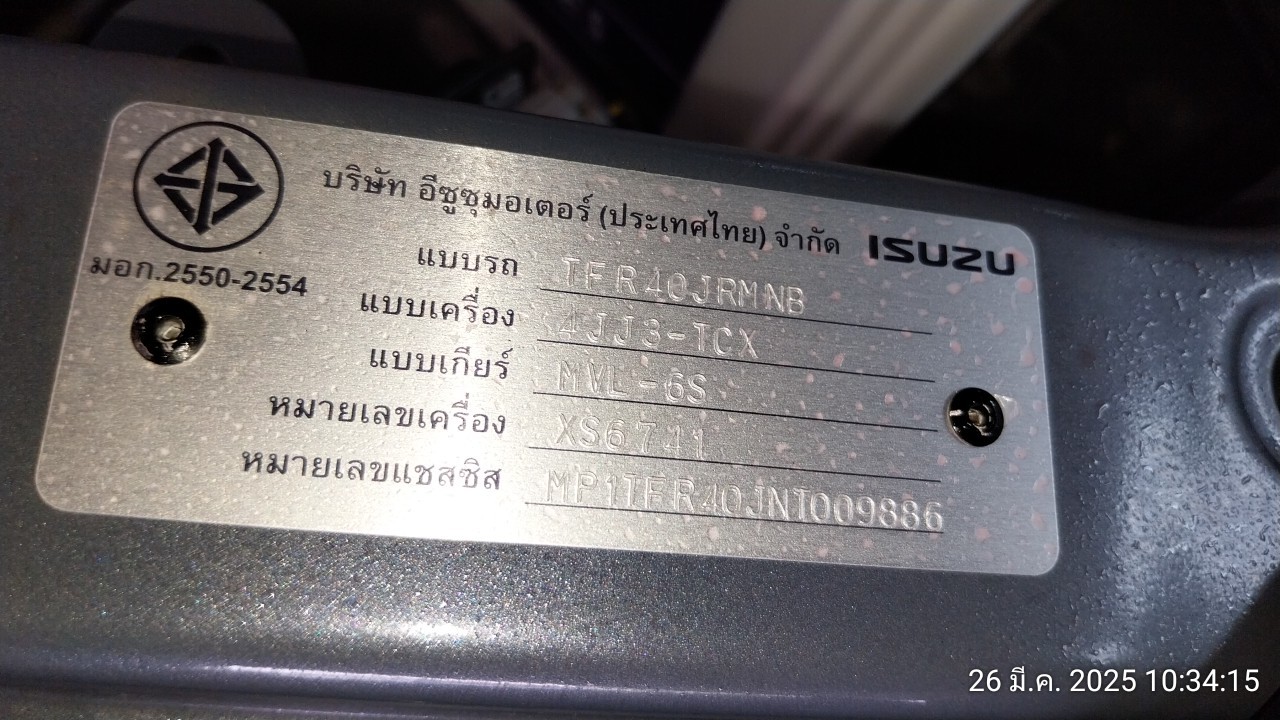 บริษัท อีซูซุมอเตอร์ (ประเทศไทย) จำกัด ISUZU
มอก.2550-2554
แบบรถ TFR40JRMNB
แบบเครื่อง 4JJ3-TCX
แบบเกียร์ MVL-6S
หมายเลขเครื่อง XS6711
หมายเลขแชสซิส MP1TFR40JNT009886
26 มี.ค. 2025 10:34:15